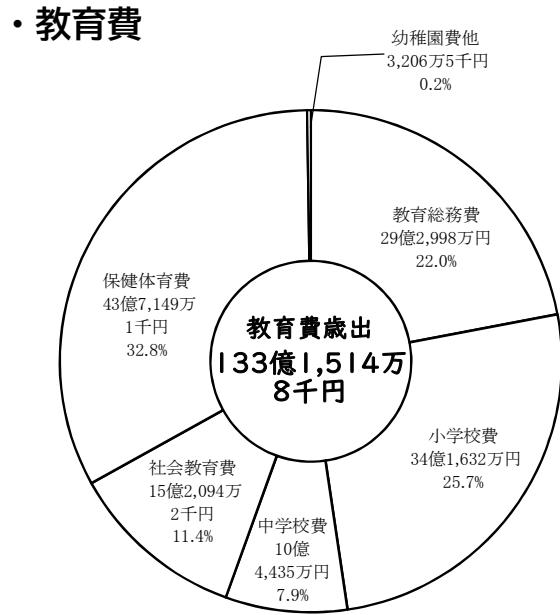 ・教育費
幼稚園費他
3,206万5千円
0.2%
教育総務費
29億2,998万円
22.0%
保健体育費
43億7,149万
1千円
32.8%
教育費歳出
133億1,514万
8千円
小学校費
34億1,632万円
25.7%
社会教育費
15億2,094万
2千円
11.4%
中学校費
10億
4,435万円
7.9%